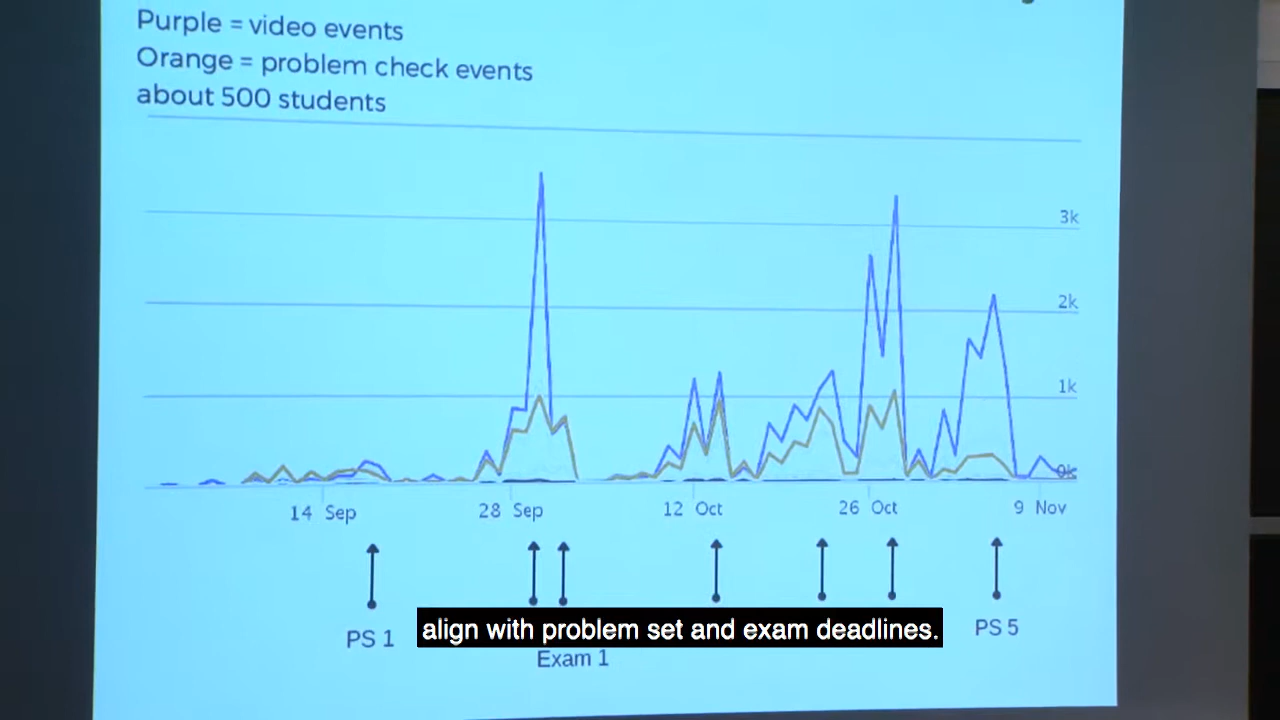 Purple = video events
Orange = problem check events
about 500 students
3k
2k
1k
0k
14 Sep
28 Sep
12 Oct
26 Oct
9 Nov
PS 1
align with problem set and exam deadlines.
PS 5
Exam 1